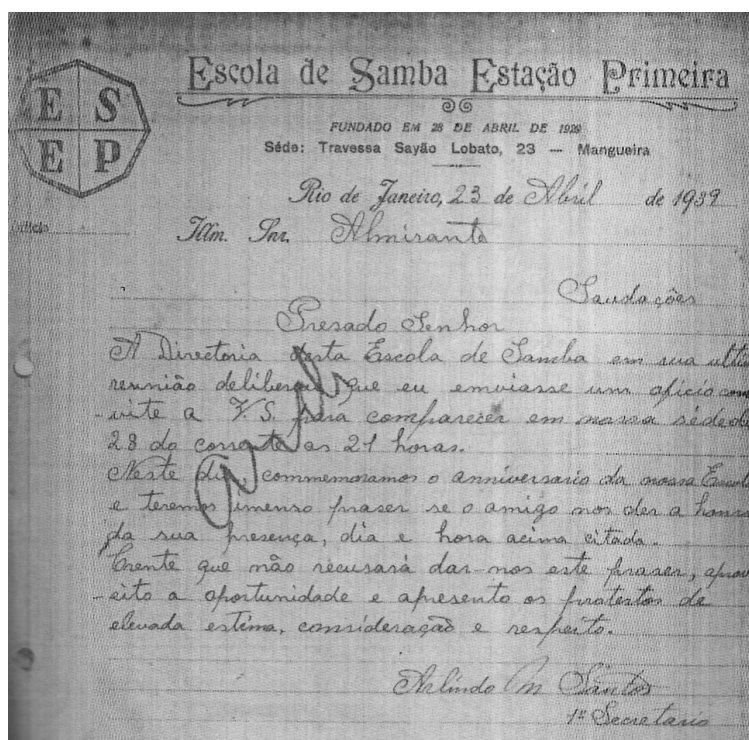 E S
E P
Escola de Samba Estação Primeira
FUNDADO EM 28 DE ABRIL DE 1929
Séde: Travessa Sayão Lobato, 23 — Mangueira
Rio de Janeiro, 23 de Abril de 1939
Illm. Snr. Almirante
Saudações
Presado Senhor
A Directoria desta Escola de Samba em sua ulti
reunião deliberou que eu enviasse um oficio con
-vite a V.S. para comparecer em nossa séde di
28 do corrente as 21 horas.
Neste dia, commemoramos o anniversario da nossa Escola
e teremos imenso praser se o amigo nos der a honra
da sua presença, dia e hora acima citada.
Crente que não recusará dar-nos este praser, aprov
-eito a oportunidade e apresento os protestos de
elevada estima, consideração e respeito.
Arlindo M Santos
1º Secretario